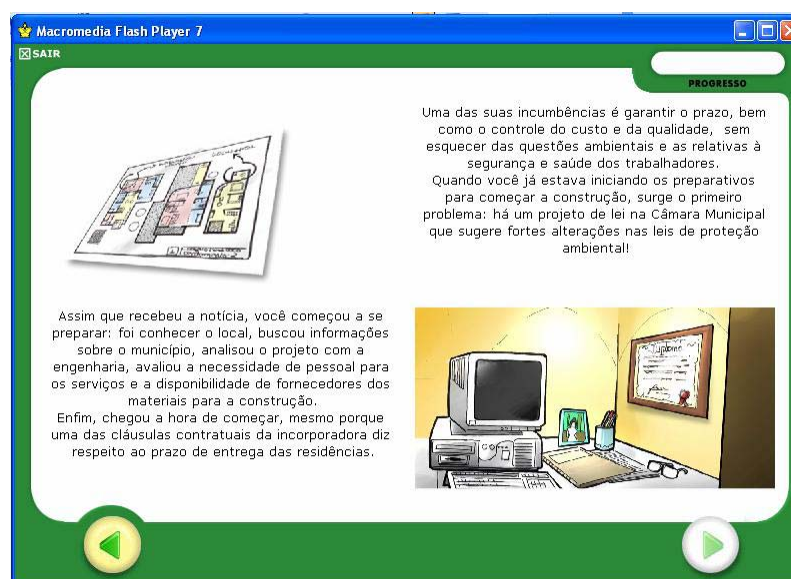 Macromedia Flash Player 7
SAIR
PROGRESSO
Assim que recebeu a notícia, você começou a se
preparar: foi conhecer o local, buscou informações
sobre o município, analisou o projeto com a
engenharia, avaliou a necessidade de pessoal para
os serviços e a disponibilidade de fornecedores dos
materiais para a construção.
Enfim, chegou a hora de começar, mesmo porque
uma das cláusulas contratuais da incorporadora diz
respeito ao prazo de entrega das residências.
Uma das suas incumbências é garantir o prazo, bem
como o controle do custo e da qualidade, sem
esquecer das questões ambientais e as relativas à
segurança e saúde dos trabalhadores.
Quando você já estava iniciando os preparativos
para começar a construção, surge o primeiro
problema: há um projeto de lei na Câmara Municipal
que sugere fortes alterações nas leis de proteção
ambiental!
Diploma